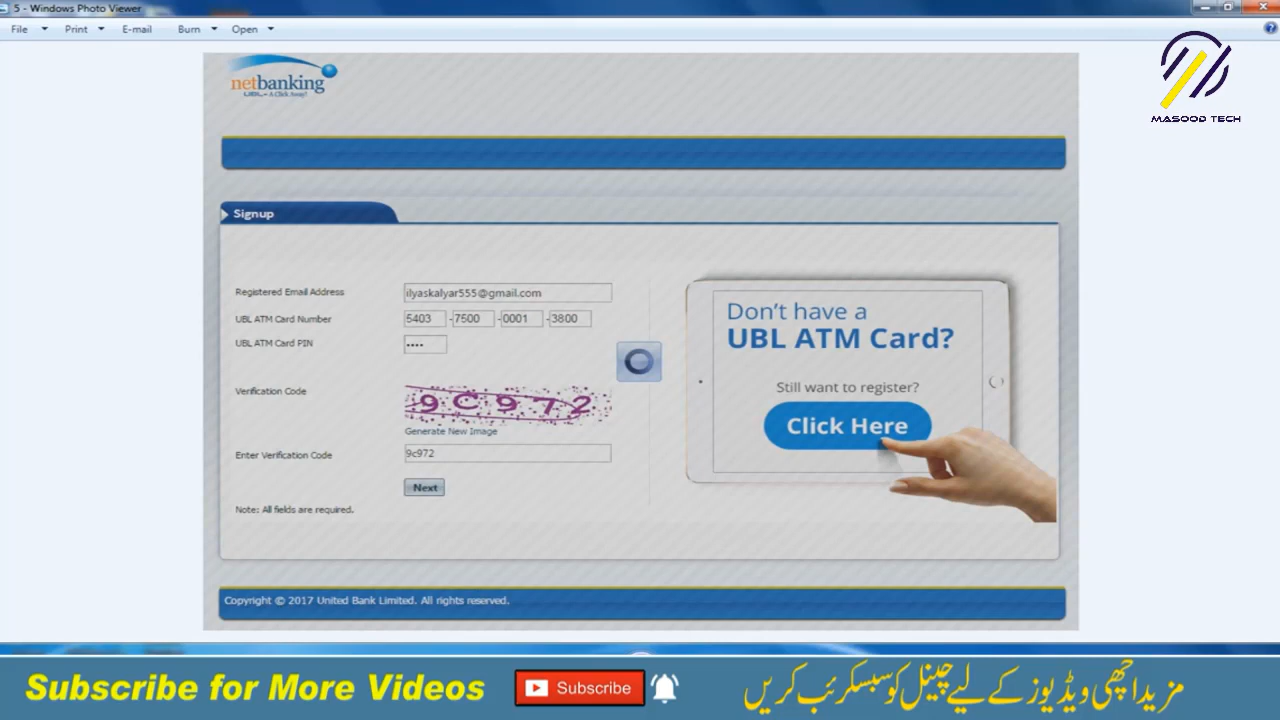 5 - Windows Photo Viewer
File Print E-mail Burn Open
netbanking
UBL - A Click Away!
MASOOD TECH
Signup
Registered Email Address ilyaskalyar555@gmail.com
UBL ATM Card Number 5403 -7500 -0001 -3800
UBL ATM Card PIN ••••
Verification Code 9C972
Generate New Image
Enter Verification Code 9c972
Next
Note: All fields are required.
Don't have a
UBL ATM Card?
Still want to register?
Click Here
Copyright © 2017 United Bank Limited. All rights reserved.
Subscribe for More Videos Subscribe مزید اچھی ویڈیوز کے لیے چینل کو سبسکرائب کریں